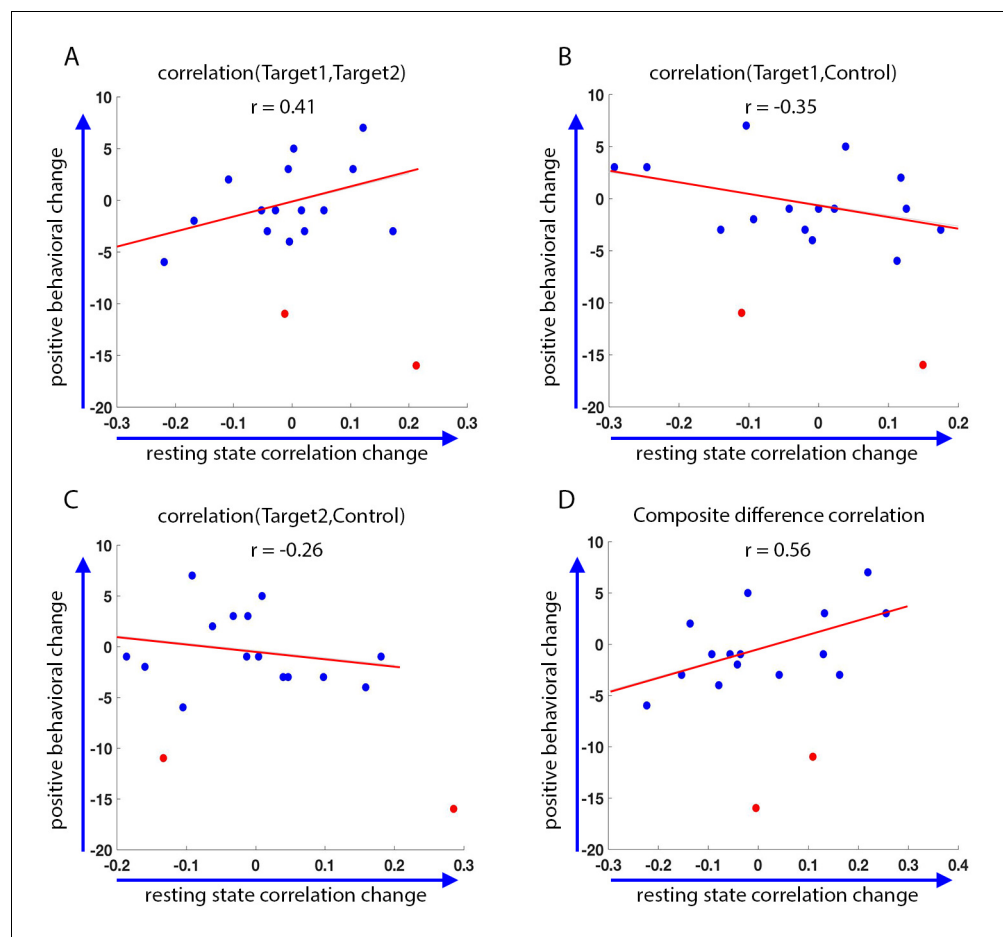 A
correlation(Target1,Target2)
r = 0.41
positive behavioral change
10
5
0
-5
-10
-15
-20
-0.3
-0.2
-0.1
0
0.1
0.2
0.3
resting state correlation change
B
correlation(Target1,Control)
r = -0.35
positive behavioral change
10
5
0
-5
-10
-15
-20
-0.3
-0.2
-0.1
0
0.1
0.2
resting state correlation change
C
correlation(Target2,Control)
r = -0.26
positive behavioral change
10
5
0
-5
-10
-15
-20
-0.2
-0.1
0
0.1
0.2
0.3
resting state correlation change
D
Composite difference correlation
r = 0.56
positive behavioral change
10
5
0
-5
-10
-15
-20
-0.3
-0.2
-0.1
0
0.1
0.2
0.3
0.4
resting state correlation change